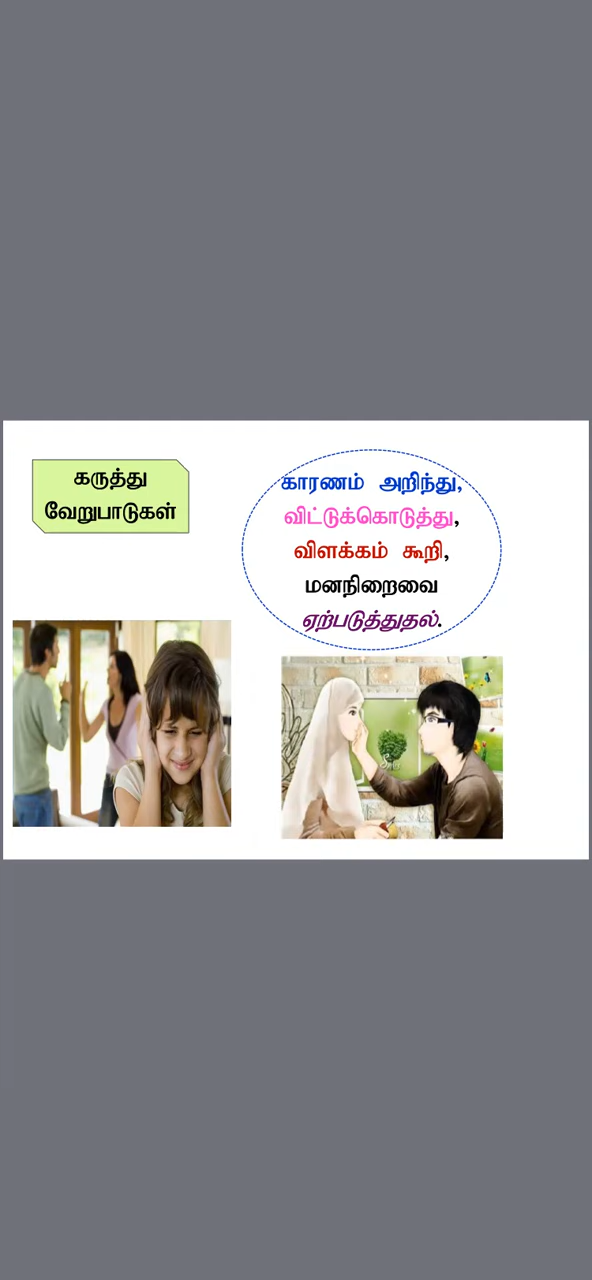 கருத்து
வேறுபாடுகள்
காரணம் அறிந்து,
விட்டுக்கொடுத்து,
விளக்கம் கூறி,
மனநிறைவை
ஏற்படுத்துதல்.